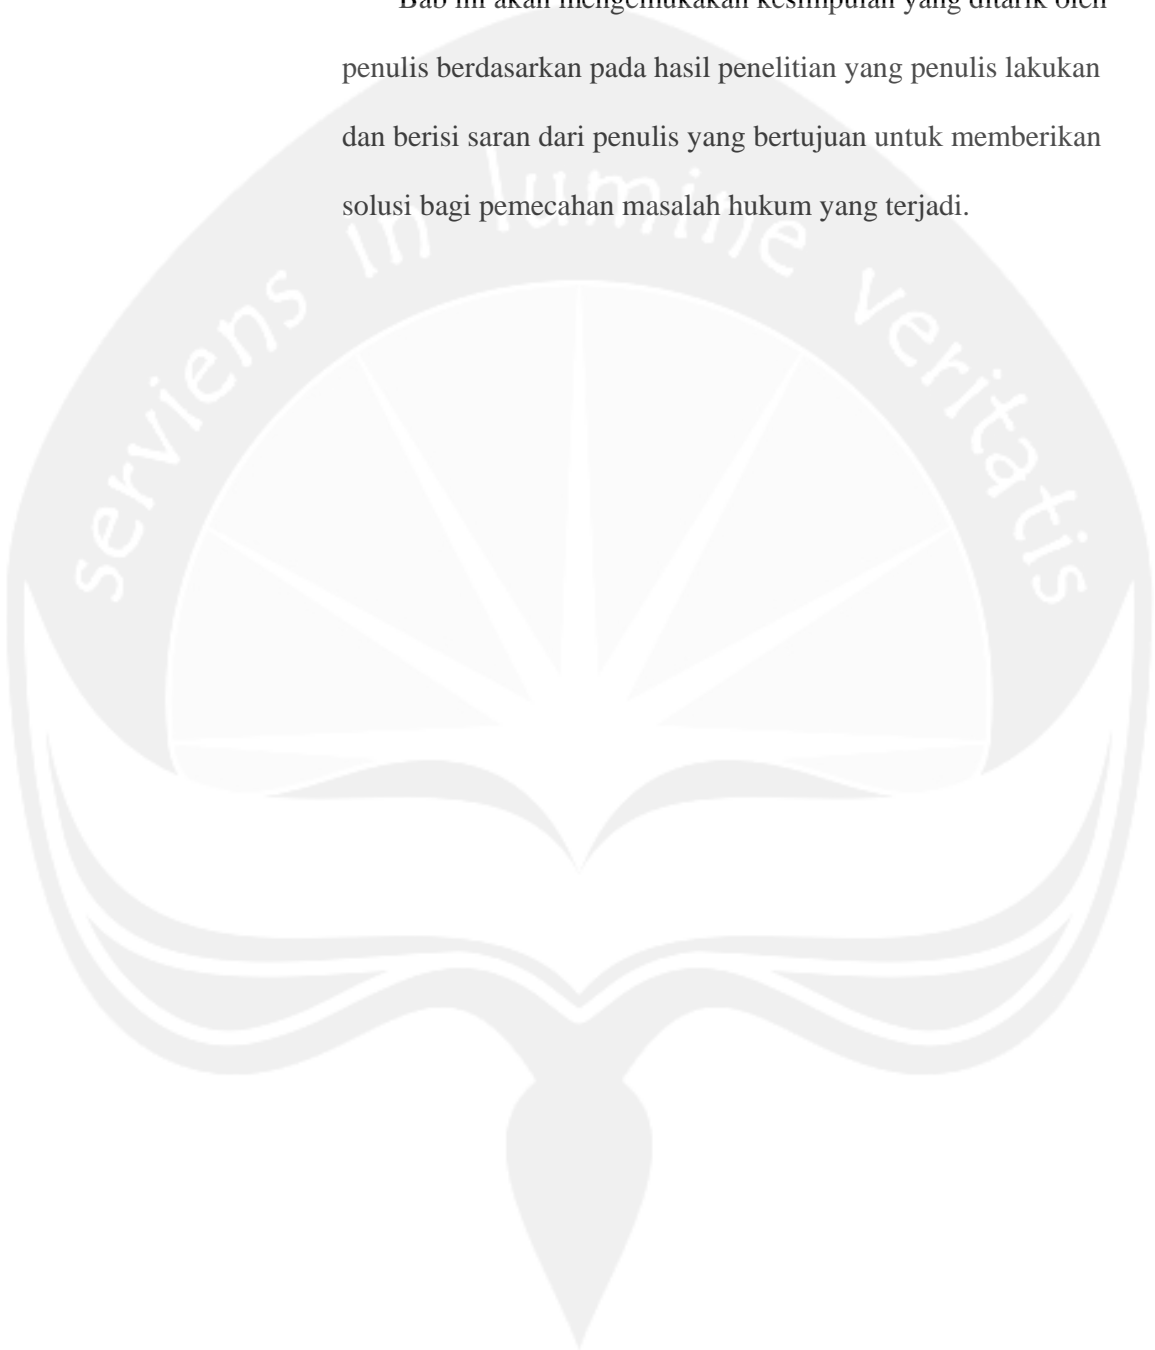 Bab ini akan mengemukakan kesimpulan yang ditarik oleh
penulis berdasarkan pada hasil penelitian yang penulis lakukan
dan berisi saran dari penulis yang bertujuan untuk memberikan
solusi bagi pemecahan masalah hukum yang terjadi.
serviens in lumine veritatis